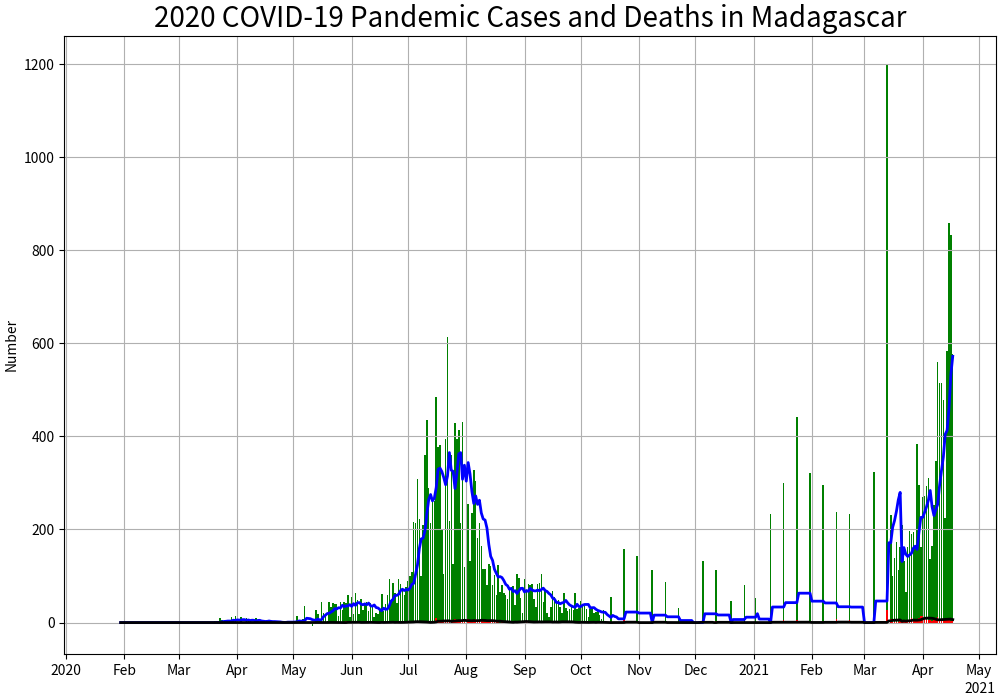 2020 COVID-19 Pandemic Cases and Deaths in Madagascar
Number
1200
1000
800
600
400
200
0
2020 Feb Mar Apr May Jun Jul Aug Sep Oct Nov Dec 2021 Feb Mar Apr May
2021